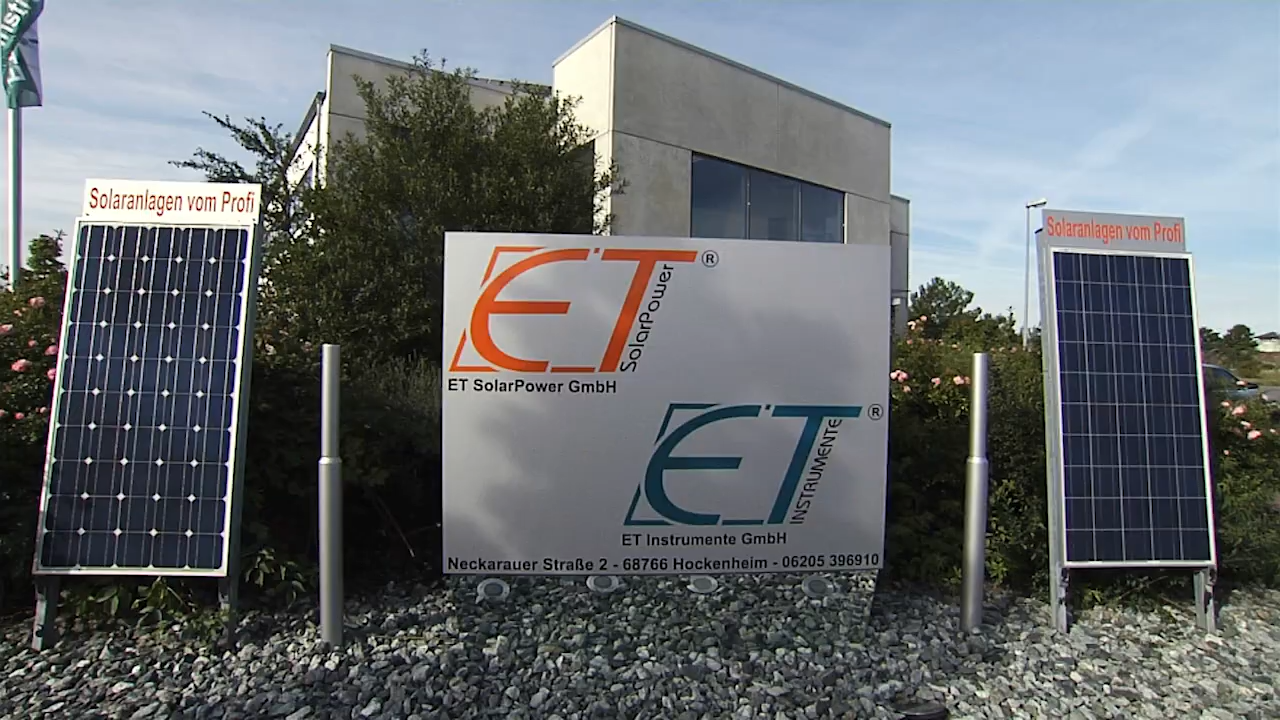 Solaranlagen vom Profi
Solaranlagen vom Profi
ET ®
SolarPower
ET SolarPower GmbH
ET ®
INSTRUMENTE
ET Instrumente GmbH
Neckarauer Straße 2 - 68766 Hockenheim - 06205 396910